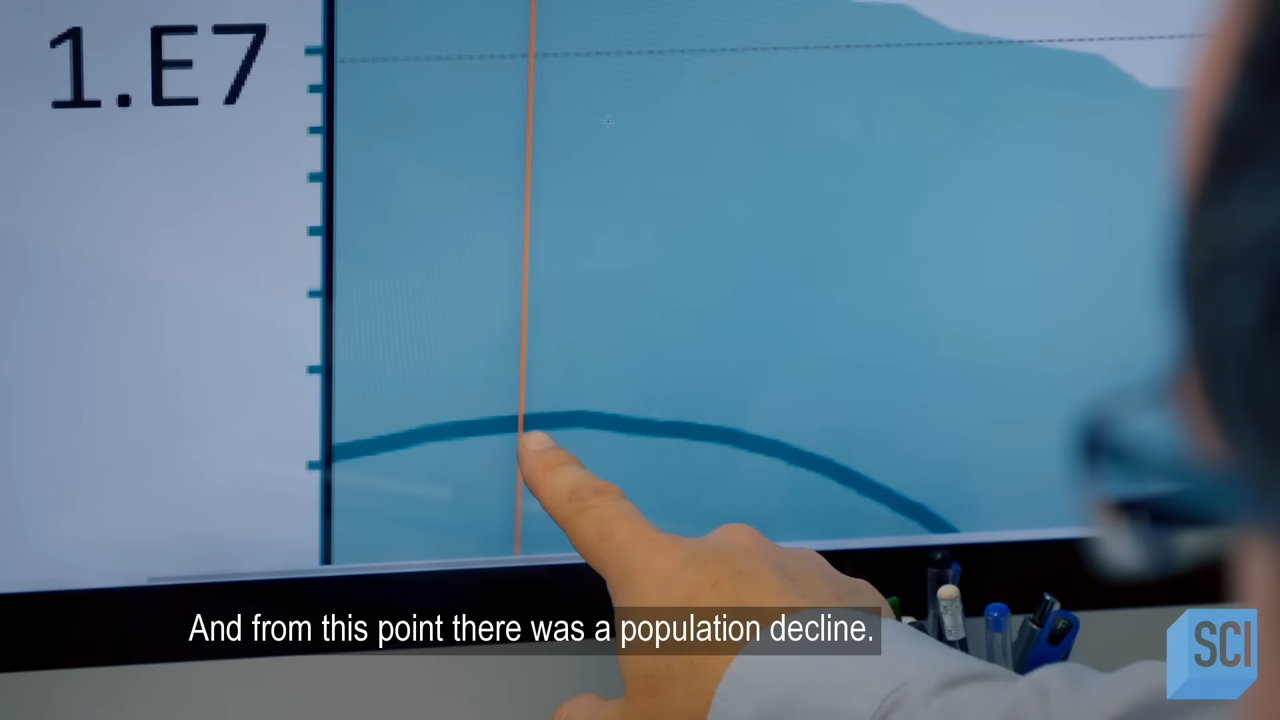 1.E7
And from this point there was a population decline.
SCI